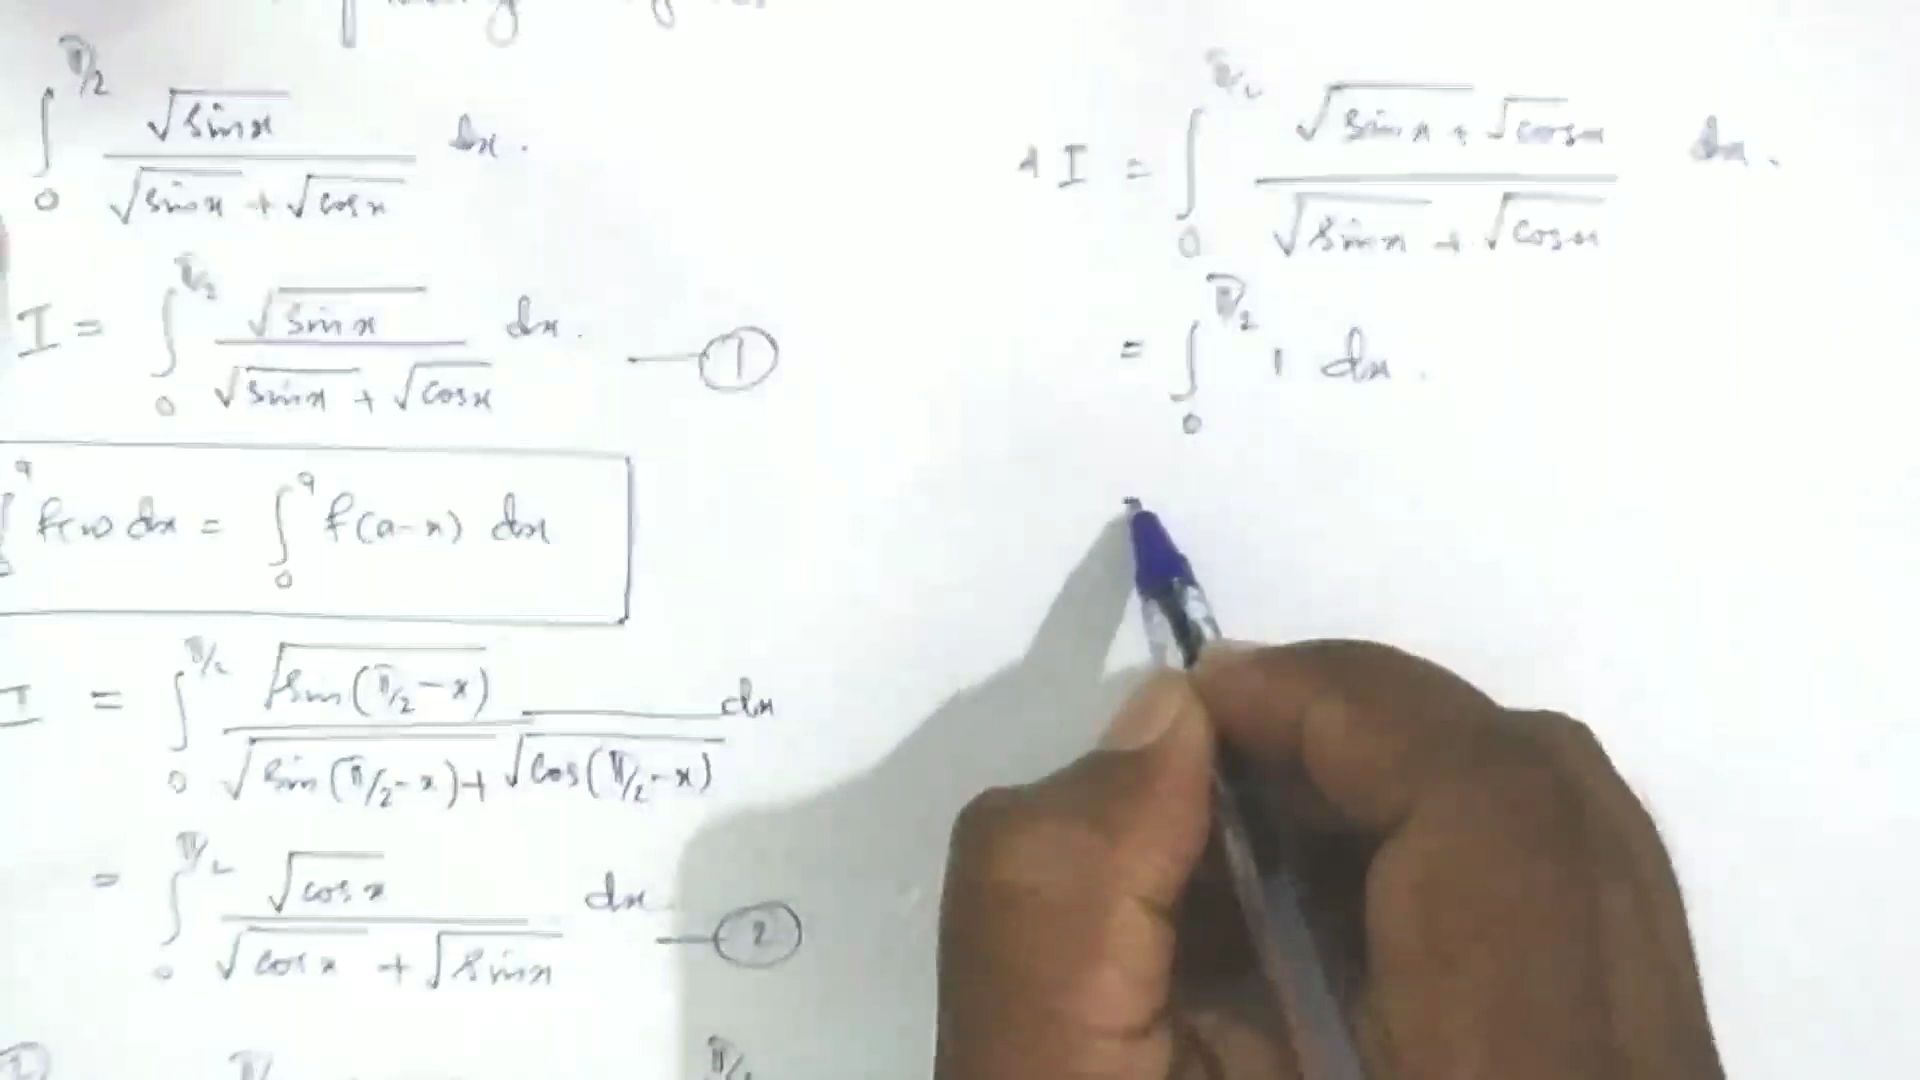 π/2
∫ √sinx / (√sinx + √cosx) dx.
0
I = ∫₀^{π/2} √sinx / (√sinx + √cosx) dx. — ①
∫₀^a f(x) dx = ∫₀^a f(a-x) dx
I = ∫₀^{π/2} √sin(π/2-x) / (√sin(π/2-x) + √cos(π/2-x)) dx
= ∫₀^{π/2} √cosx / (√cosx + √sinx) dx — ②
π/2 π/2
I = ∫₀^{π/2} (√sinx + √cosx) / (√sinx + √cosx) dx.
= ∫₀^{π/2} 1 dx.